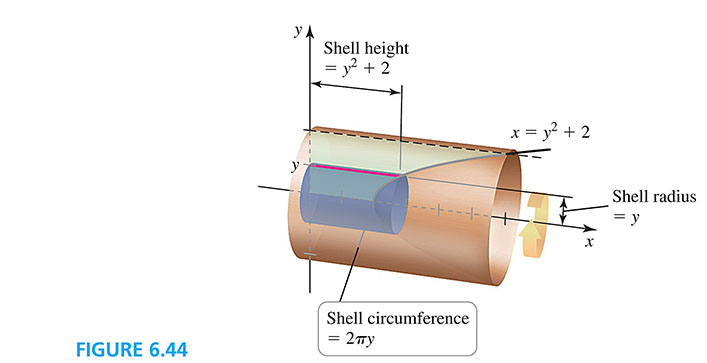 y
Shell height
= y² + 2
x = y² + 2
y
Shell radius
= y
x
Shell circumference
= 2πy
FIGURE 6.44